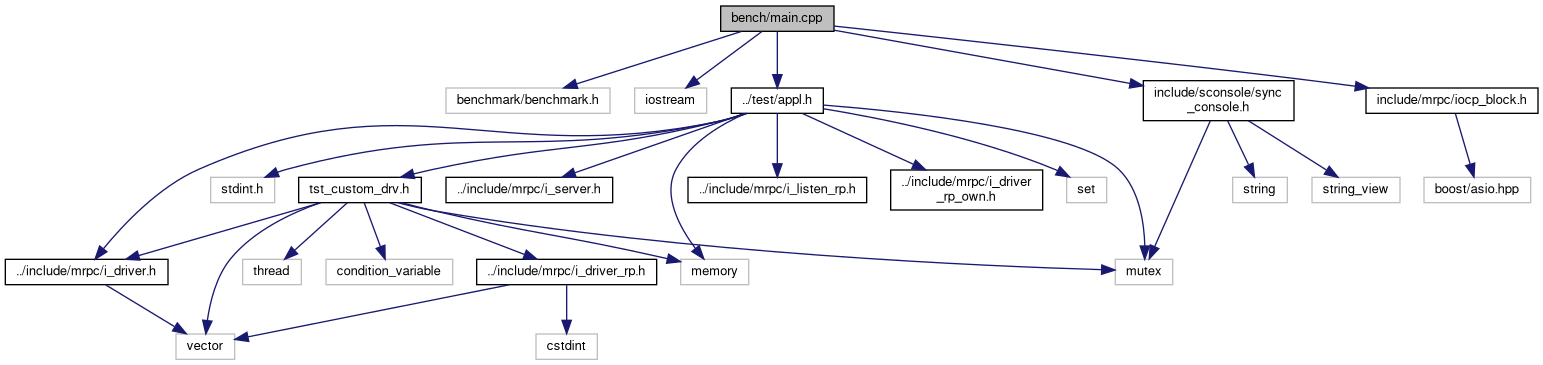 bench/main.cpp
benchmark/benchmark.h
iostream
../test/appl.h
include/sconsole/sync
_console.h
include/mrpc/iocp_block.h
stdint.h
tst_custom_drv.h
../include/mrpc/i_server.h
../include/mrpc/i_listen_rp.h
../include/mrpc/i_driver
_rp_own.h
set
string
string_view
boost/asio.hpp
../include/mrpc/i_driver.h
thread
condition_variable
../include/mrpc/i_driver_rp.h
memory
mutex
vector
cstdint